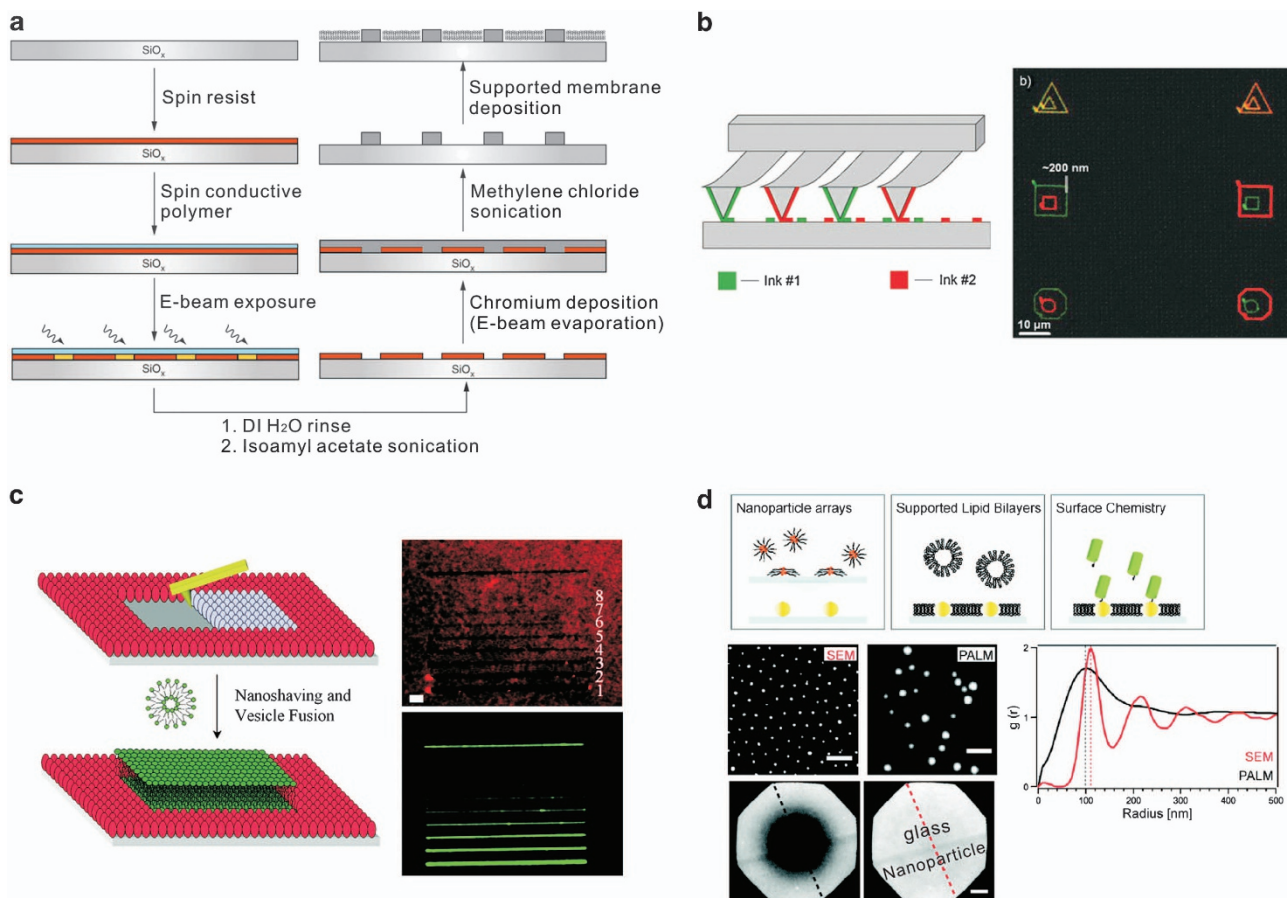 a
SiOx
Spin resist
SiOx
Spin conductive
polymer
SiOx
E-beam exposure
SiOx
1. DI H2O rinse
2. Isoamyl acetate sonication
SiOx
Chromium deposition
(E-beam evaporation)
SiOx
Methylene chloride
sonication
Supported membrane
deposition
b
Ink #1
Ink #2
b)
~200 nm
10 μm
c
Nanoshaving and
Vesicle Fusion
8
7
6
5
4
3
2
1
d
Nanoparticle arrays
Supported Lipid Bilayers
Surface Chemistry
SEM
PALM
glass
Nanoparticle
2
1
0
g (r)
SEM
PALM
0
100
200
300
400
500
Radius [nm]